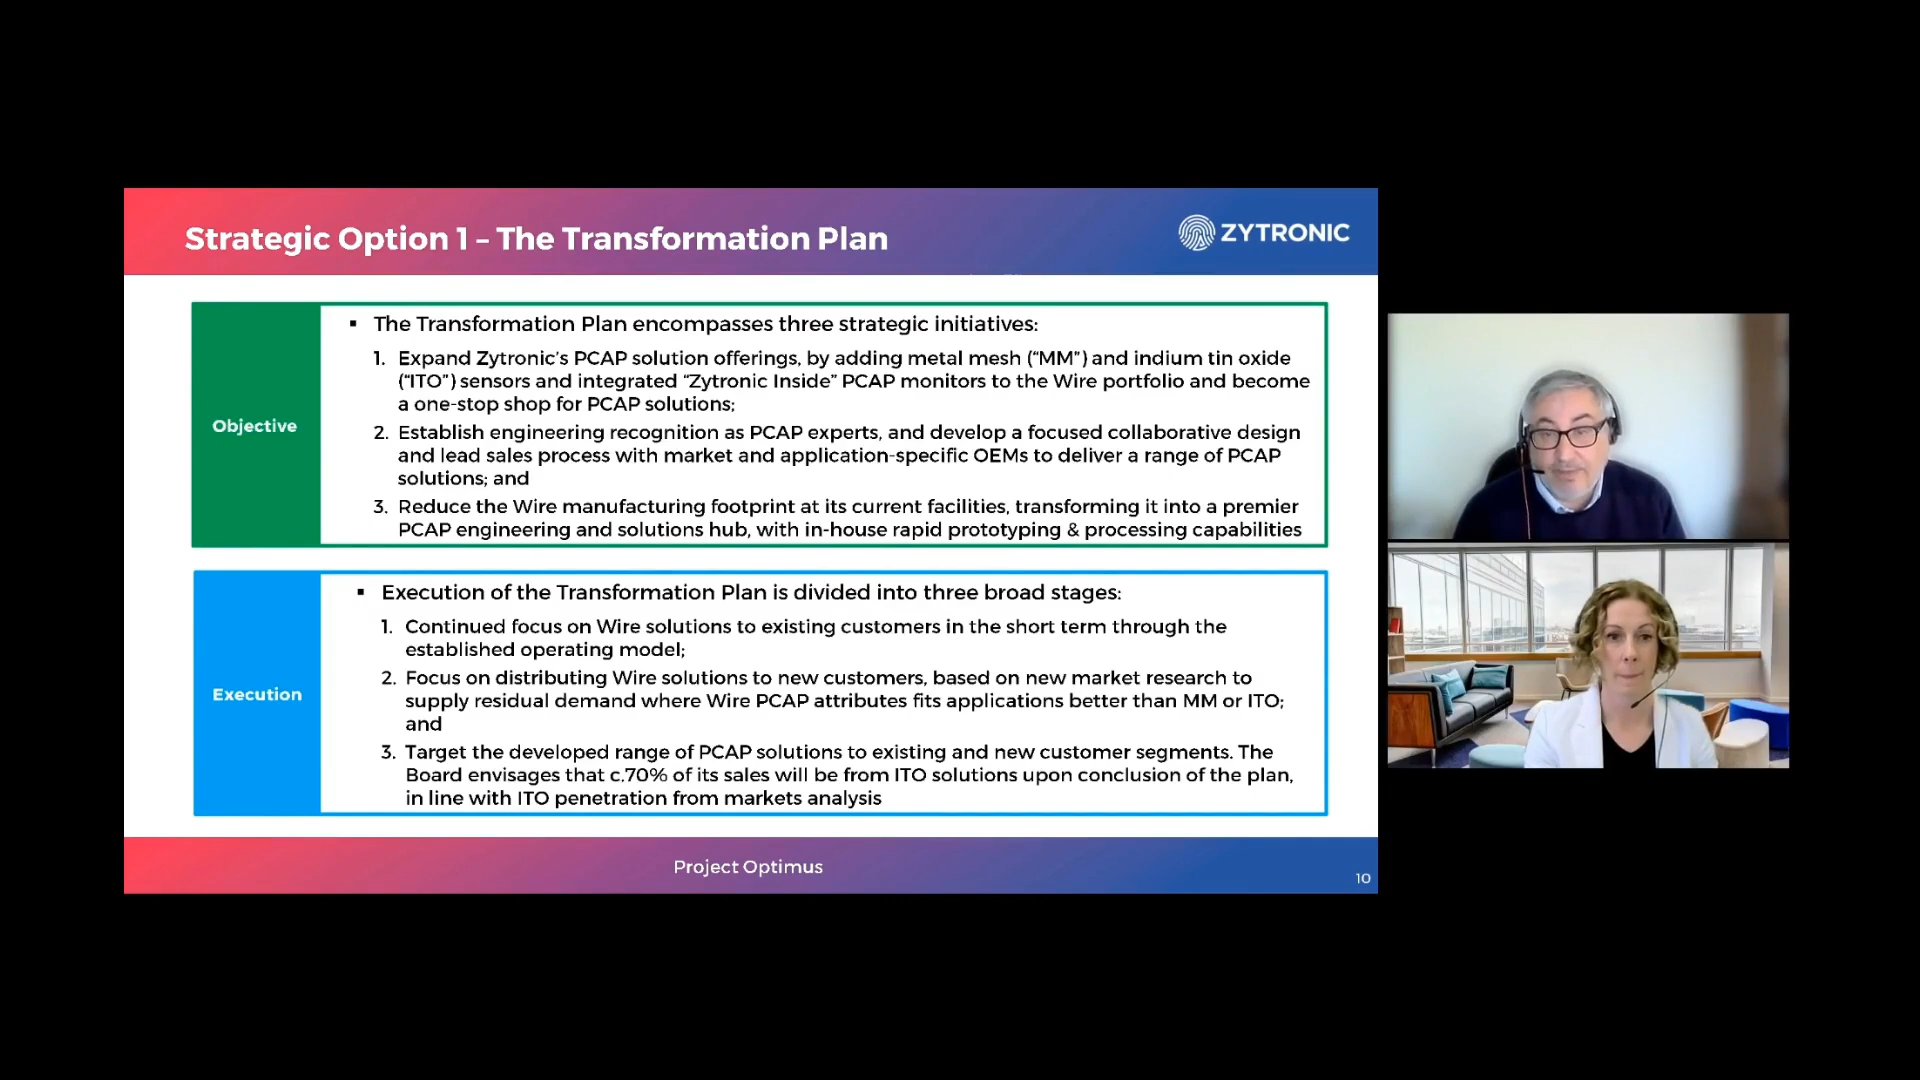 Strategic Option 1 – The Transformation Plan
ZYTRONIC
Objective
▪ The Transformation Plan encompasses three strategic initiatives:
1. Expand Zytronic's PCAP solution offerings, by adding metal mesh ("MM") and indium tin oxide
("ITO") sensors and integrated "Zytronic Inside" PCAP monitors to the Wire portfolio and become
a one-stop shop for PCAP solutions;
2. Establish engineering recognition as PCAP experts, and develop a focused collaborative design
and lead sales process with market and application-specific OEMs to deliver a range of PCAP
solutions; and
3. Reduce the Wire manufacturing footprint at its current facilities, transforming it into a premier
PCAP engineering and solutions hub, with in-house rapid prototyping & processing capabilities
Execution
▪ Execution of the Transformation Plan is divided into three broad stages:
1. Continued focus on Wire solutions to existing customers in the short term through the
established operating model;
2. Focus on distributing Wire solutions to new customers, based on new market research to
supply residual demand where Wire PCAP attributes fits applications better than MM or ITO;
and
3. Target the developed range of PCAP solutions to existing and new customer segments. The
Board envisages that c.70% of its sales will be from ITO solutions upon conclusion of the plan,
in line with ITO penetration from markets analysis
Project Optimus
10